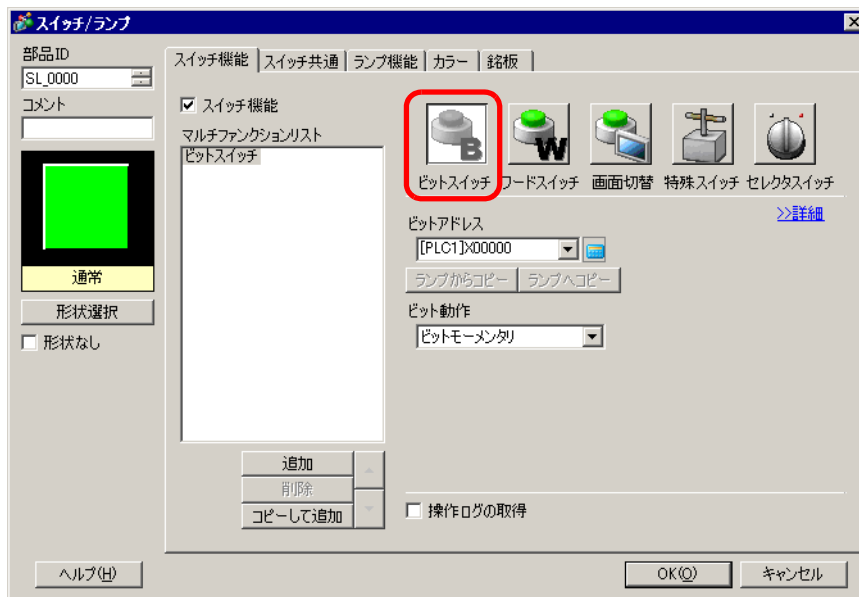 スイッチ/ランプ
部品ID
SL_0000
コメント
通常
形状選択
形状なし
スイッチ機能
スイッチ共通
ランプ機能
カラー
銘板
スイッチ機能
マルチファンクションリスト
ビットスイッチ
追加
削除
コピーして追加
B
W
ビットスイッチ
ワードスイッチ
画面切替
特殊スイッチ
セレクタスイッチ
>>詳細
ビットアドレス
[PLC1]X00000
ランプからコピー
ランプへコピー
ビット動作
ビットモーメンタリ
操作ログの取得
ヘルプ(H)
OK(O)
キャンセル